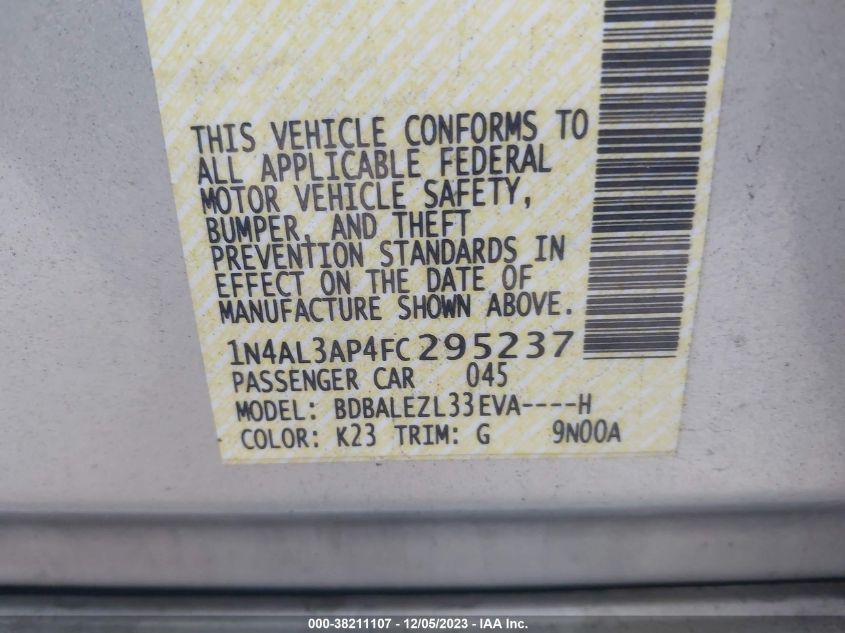 THIS VEHICLE CONFORMS TO
ALL APPLICABLE FEDERAL
MOTOR VEHICLE SAFETY,
BUMPER, AND THEFT
PREVENTION STANDARDS IN
EFFECT ON THE DATE OF
MANUFACTURE SHOWN ABOVE.
1N4AL3AP4FC295237
PASSENGER CAR 045
MODEL: BDBALEZL33EVA----H
COLOR: K23 TRIM: G 9N00A
000-38211107 - 12/05/2023 - IAA Inc.